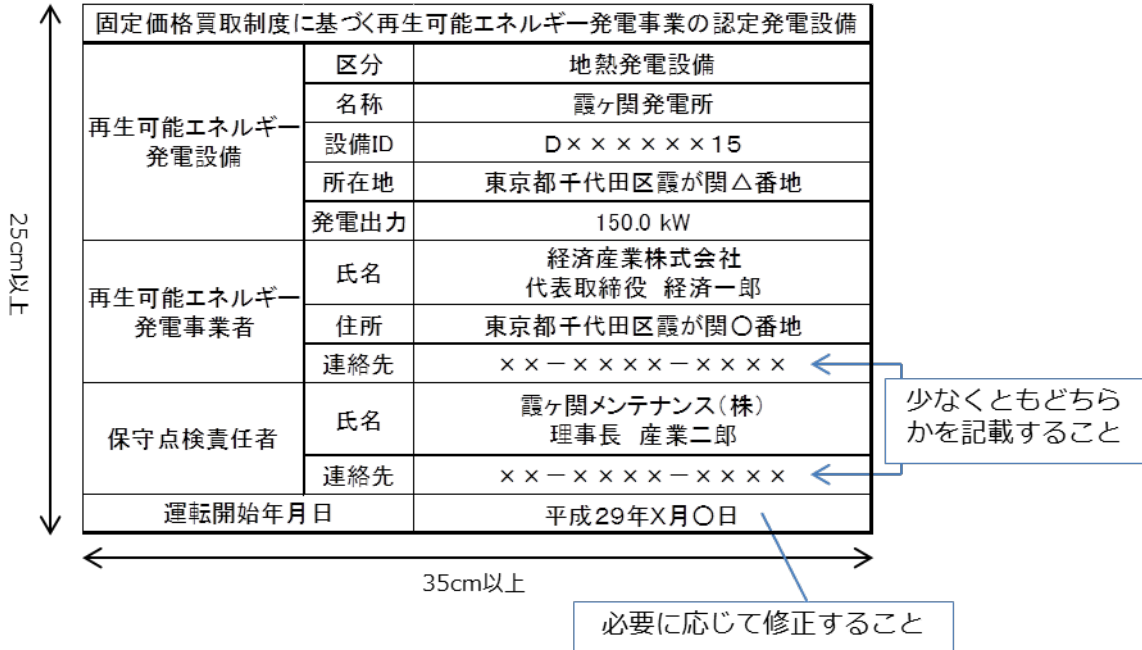 固定価格買取制度に基づく再生可能エネルギー発電事業の認定発電設備
再生可能エネルギー
発電設備
区分
地熱発電設備
名称
霞ヶ関発電所
設備ID
D××××××15
所在地
東京都千代田区霞が関△番地
発電出力
150.0 kW
再生可能エネルギー
発電事業者
氏名
経済産業株式会社
代表取締役 経済一郎
住所
東京都千代田区霞が関〇番地
連絡先
××－××××－××××
保守点検責任者
氏名
霞ヶ関メンテナンス(株)
理事長 産業二郎
連絡先
××－××××－××××
運転開始年月日
平成29年X月〇日
25cm以上
35cm以上
少なくともどちら
かを記載すること
必要に応じて修正すること